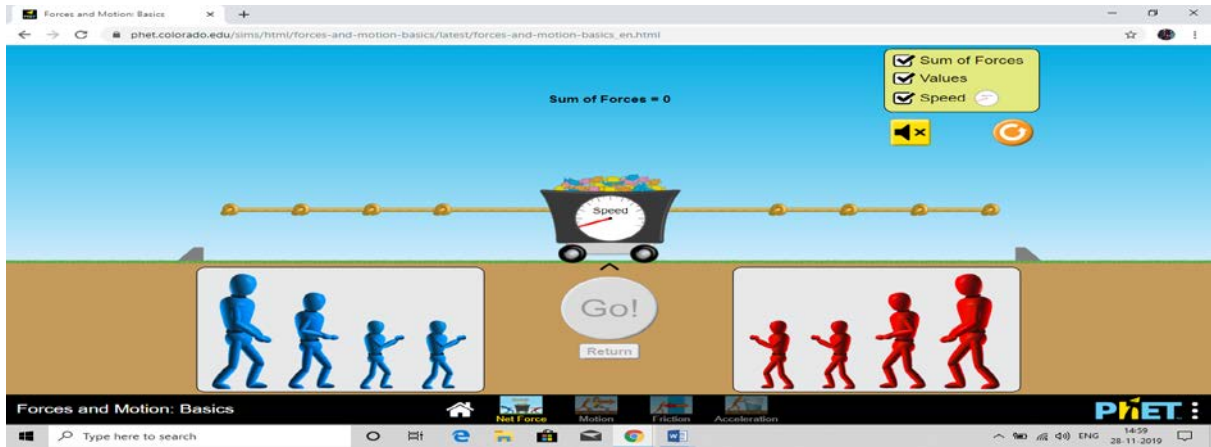 Forces and Motion: Basics
phet.colorado.edu/sims/html/forces-and-motion-basics/latest/forces-and-motion-basics_en.html
Sum of Forces
Values
Speed
Sum of Forces = 0
Speed
Go!
Return
Forces and Motion: Basics
Net Force
Motion
Friction
Acceleration
PhET
Type here to search
ENG
14:59
28-11-2019